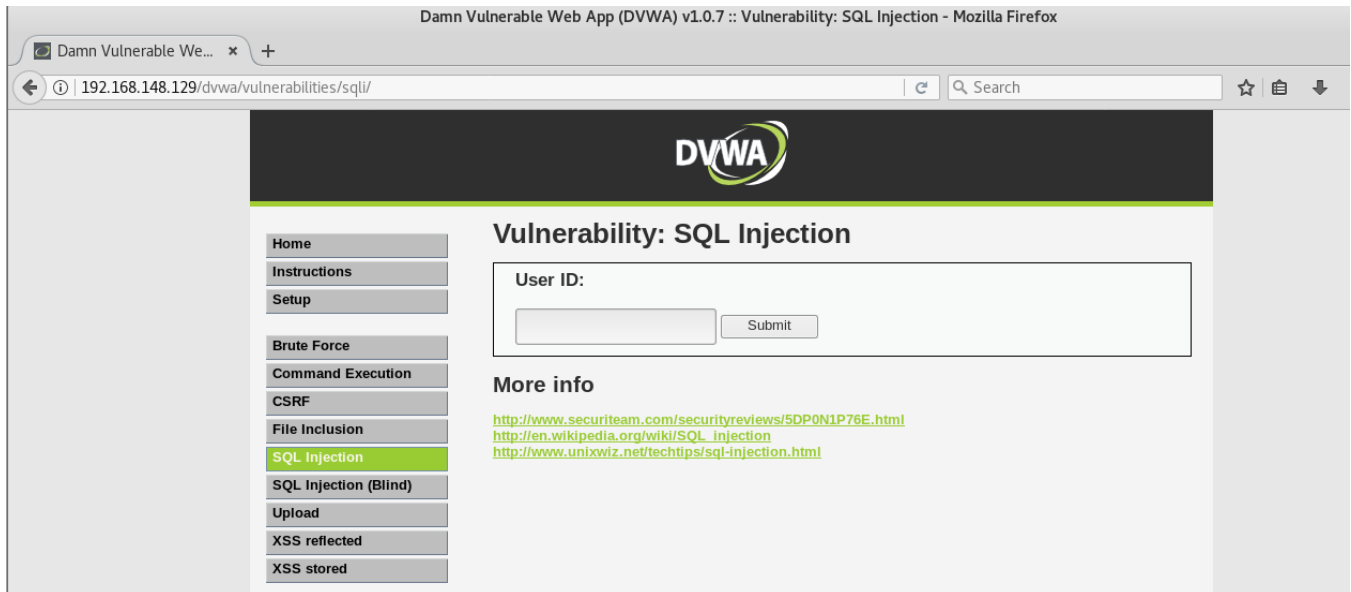 Damn Vulnerable Web App (DVWA) v1.0.7 :: Vulnerability: SQL Injection - Mozilla Firefox
Damn Vulnerable We...
192.168.148.129/dvwa/vulnerabilities/sqli/
Search
DVWA
Home
Instructions
Setup
Brute Force
Command Execution
CSRF
File Inclusion
SQL Injection
SQL Injection (Blind)
Upload
XSS reflected
XSS stored
Vulnerability: SQL Injection
User ID:
Submit
More info
http://www.securiteam.com/securityreviews/5DP0N1P76E.html
http://en.wikipedia.org/wiki/SQL_injection
http://www.unixwiz.net/techtips/sql-injection.html